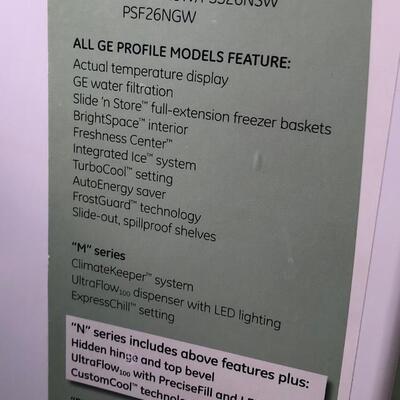 PSF26NGW
ALL GE PROFILE MODELS FEATURE:
Actual temperature display
GE water filtration
Slide 'n Store™ full-extension freezer baskets
BrightSpace™ interior
Freshness Center™
Integrated Ice™ system
TurboCool™ setting
AutoEnergy saver
FrostGuard™ technology
Slide-out, spillproof shelves
"M" series
ClimateKeeper™ system
UltraFlow100 dispenser with LED lighting
ExpressChill™ setting
"N" series includes above features plus:
Hidden hinge and top bevel
UltraFlow100 with PreciseFill and
CustomCool™